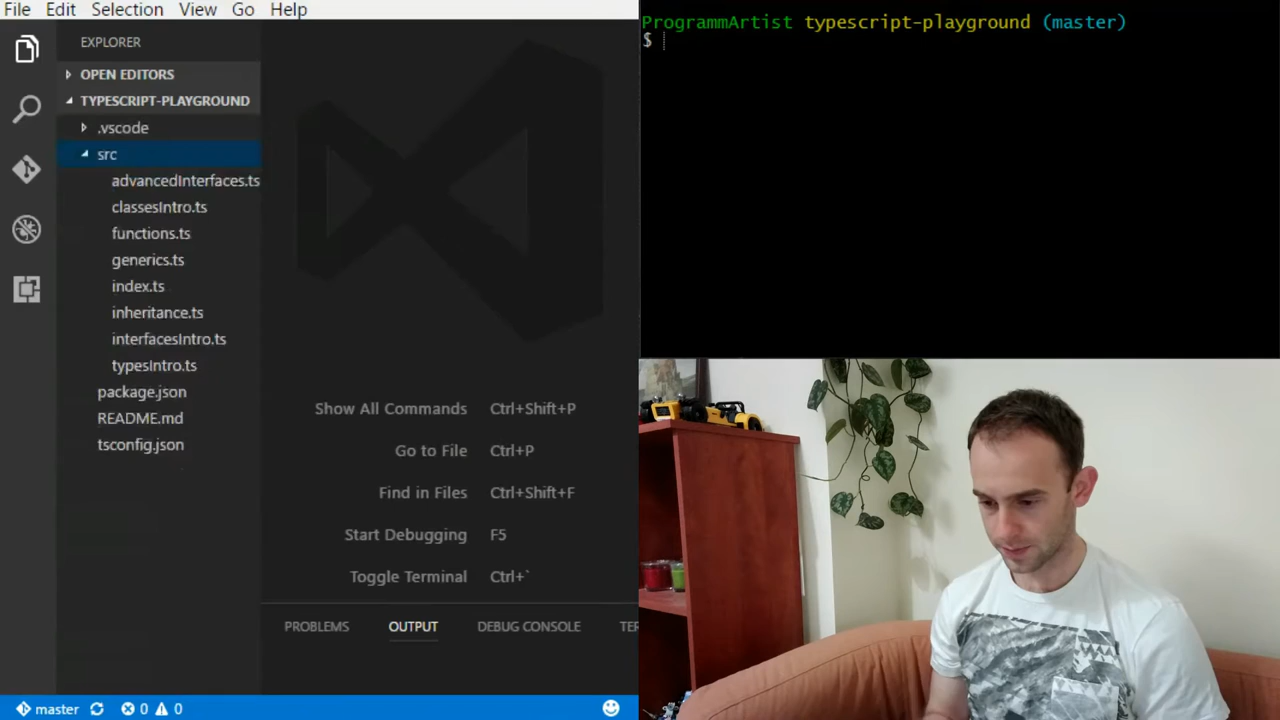 File Edit Selection View Go Help
EXPLORER
OPEN EDITORS
TYPESCRIPT-PLAYGROUND
.vscode
src
advancedInterfaces.ts
classesIntro.ts
functions.ts
generics.ts
index.ts
inheritance.ts
interfacesIntro.ts
typesIntro.ts
package.json
README.md
tsconfig.json
Show All Commands Ctrl+Shift+P
Go to File Ctrl+P
Find in Files Ctrl+Shift+F
Start Debugging F5
Toggle Terminal Ctrl+`
PROBLEMS OUTPUT DEBUG CONSOLE TER
master 0 0
ProgrammArtist typescript-playground (master)
$